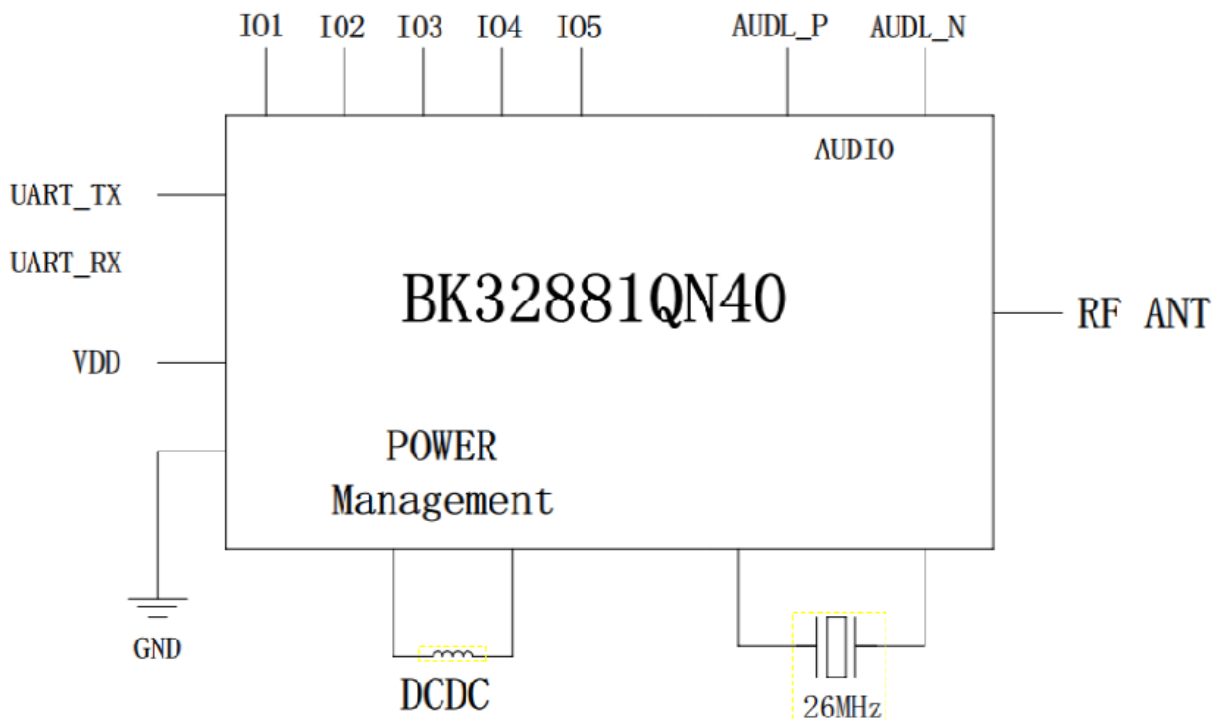 IO1 IO2 IO3 IO4 IO5 AUDL_P AUDL_N
AUDIO
UART_TX
UART_RX
BK32881QN40
RF ANT
VDD
POWER
Management
GND
DCDC
26MHz